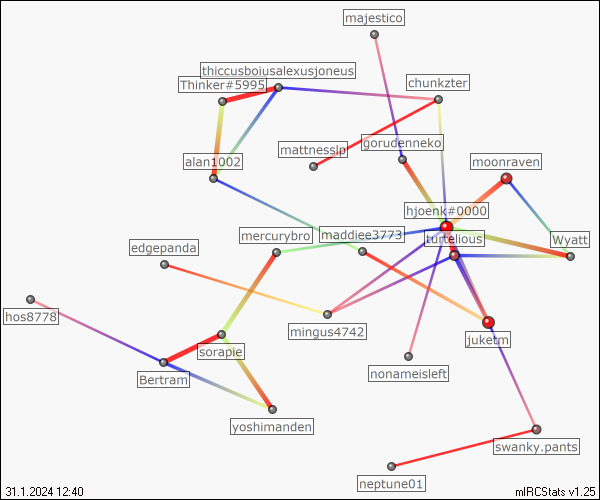 majestico
thiccusboiusalexusjoneus
Thinker#5995
chunkzter
gorudenneko
mattnesslp
alan1002
moonraven
hjoenk#0000
mercurybro
maddiee3773
turtelious
Wyatt
edgepanda
hos8778
mingus4742
juketm
sorapie
Bertram
nonameisleft
yoshimanden
swanky.pants
neptune01
31.1.2024 12:40
mIRCStats v1.25